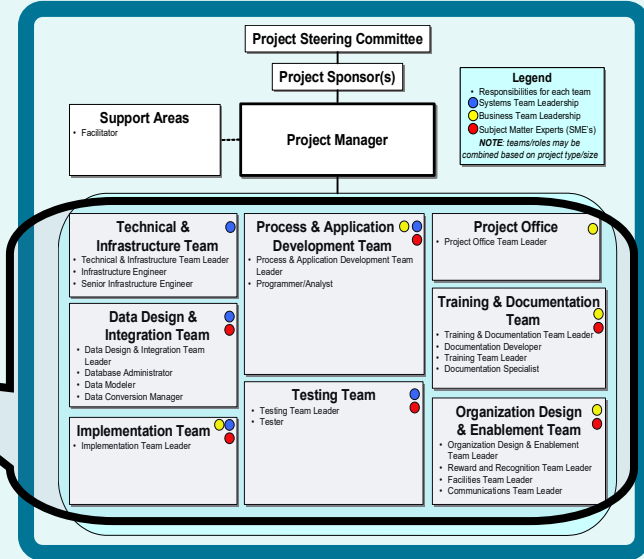 Project Steering Committee
Project Sponsor(s)
Legend
• Responsibilities for each team
Systems Team Leadership
Business Team Leadership
Subject Matter Experts (SME's)
NOTE: teams/roles may be
combined based on project type/size
Support Areas
• Facilitator
Project Manager
Technical &
Infrastructure Team
• Technical & Infrastructure Team Leader
• Infrastructure Engineer
• Senior Infrastructure Engineer
Process & Application
Development Team
• Process & Application Development Team
Leader
• Programmer/Analyst
Project Office
• Project Office Team Leader
Data Design &
Integration Team
• Data Design & Integration Team
Leader
• Database Administrator
• Data Modeler
• Data Conversion Manager
Training & Documentation
Team
• Training & Documentation Team Leader
• Documentation Developer
• Training Team Leader
• Documentation Specialist
Implementation Team
• Implementation Team Leader
Testing Team
• Testing Team Leader
• Tester
Organization Design
& Enablement Team
• Organization Design & Enablement
Team Leader
• Reward and Recognition Team Leader
• Facilities Team Leader
• Communications Team Leader